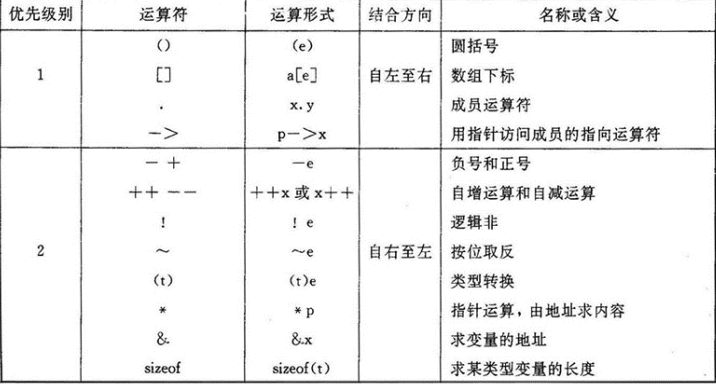 优先级别 运算符 运算形式 结合方向 名称或含义
() (e) 圆括号
1 [] a[e] 自左至右 数组下标
. x.y 成员运算符
—> p—>x 用指针访问成员的指向运算符
— + —e 负号和正号
++ —— ++x 或 x++ 自增运算和自减运算
! ! e 逻辑非
2 ~ ~e 自右至左 按位取反
(t) (t)e 类型转换
* * p 指针运算,由地址求内容
& &x 求变量的地址
sizeof sizeof(t) 求某类型变量的长度